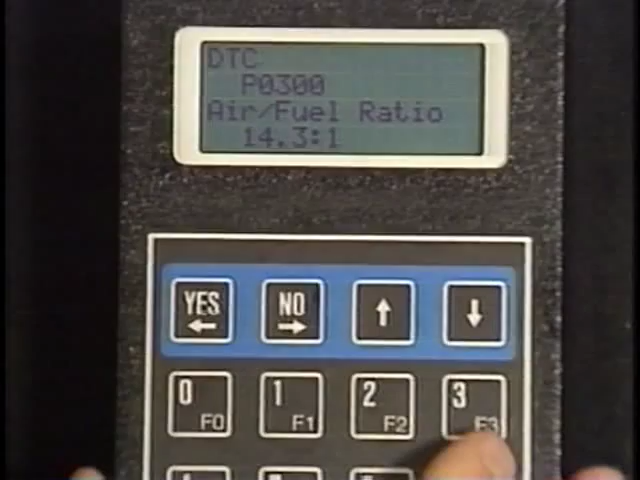 DTC
P0300
Air/Fuel Ratio
14.3:1
YES NO
0 1 2 3
F0 F1 F2 F3